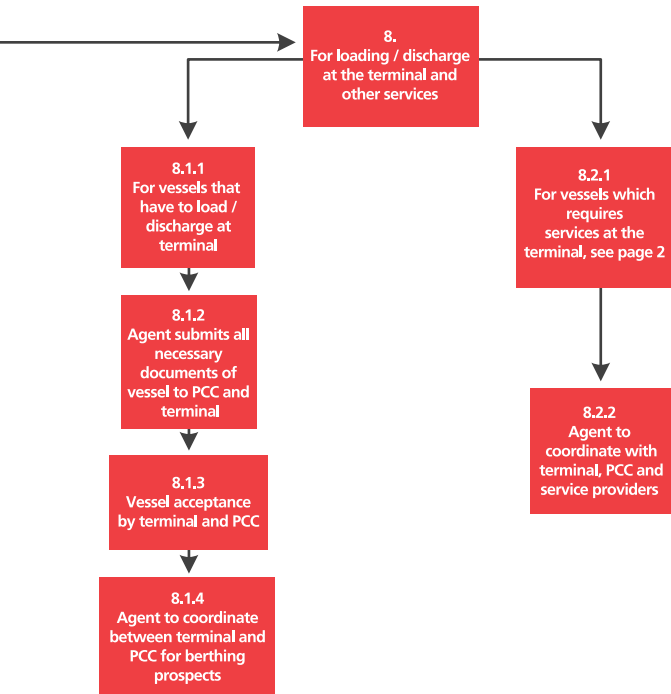 8.
For loading / discharge
at the terminal and
other services
8.1.1
For vessels that
have to load /
discharge at
terminal
8.1.2
Agent submits all
necessary
documents of
vessel to PCC and
terminal
8.1.3
Vessel acceptance
by terminal and PCC
8.1.4
Agent to coordinate
between terminal and
PCC for berthing
prospects
8.2.1
For vessels which
requires
services at the
terminal, see page 2
8.2.2
Agent to
coordinate with
terminal, PCC and
service providers